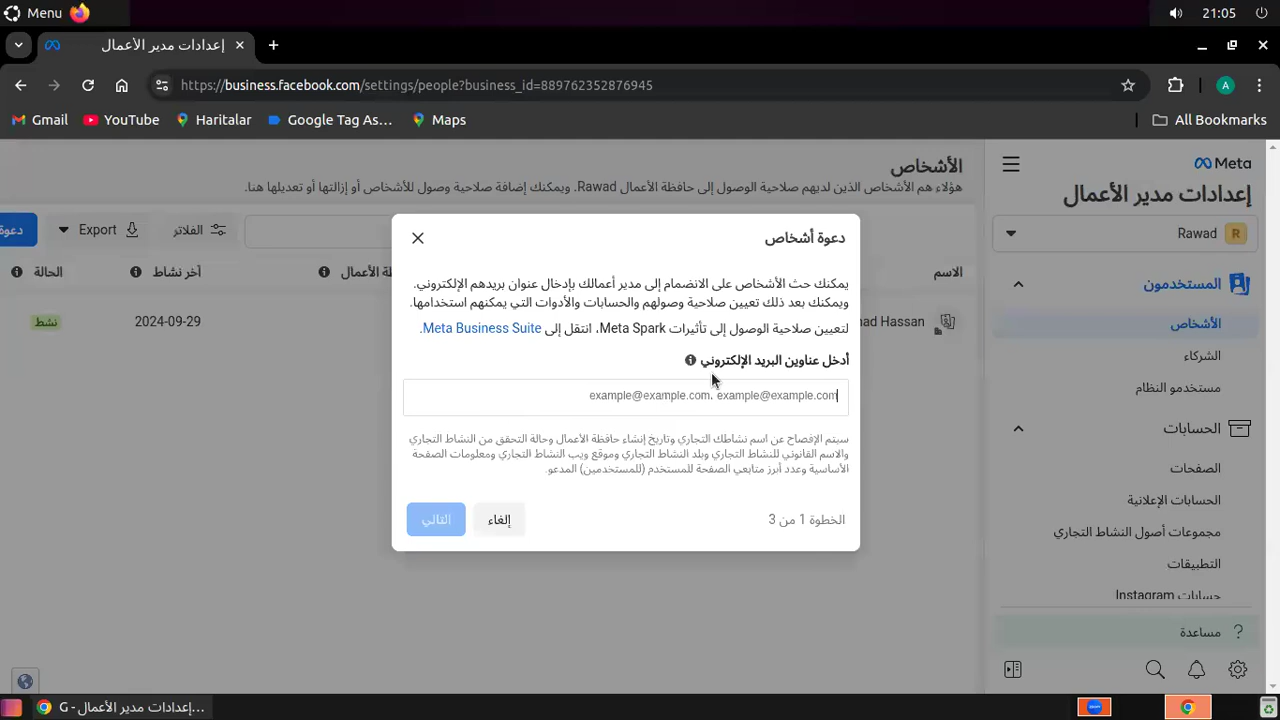 Menu
21:05
إعدادات مدير الأعمال
https://business.facebook.com/settings/people?business_id=889762352876945
Gmail
YouTube
Haritalar
Google Tag As...
Maps
All Bookmarks
Meta
إعدادات مدير الأعمال
Rawad
R
المستخدمون
الأشخاص
الشركاء
مستخدمو النظام
الحسابات
الصفحات
الحسابات الإعلانية
مجموعات أصول النشاط التجاري
التطبيقات
حسابات Instagram
مساعدة
الأشخاص
هؤلاء هم الأشخاص الذين لديهم صلاحية الوصول إلى حافظة الأعمال Rawad. ويمكنك إضافة صلاحية وصول للأشخاص أو إزالتها أو تعديلها هنا.
الفلاتر
Export
دعوة
الاسم
ة الأعمال
آخر نشاط
الحالة
ad Hassan
2024-09-29
نشط
دعوة أشخاص
يمكنك حث الأشخاص على الانضمام إلى مدير أعمالك بإدخال عنوان بريدهم الإلكتروني.
ويمكنك بعد ذلك تعيين صلاحية وصولهم والحسابات والأدوات التي يمكنهم استخدامها.
لتعيين صلاحية الوصول إلى تأثيرات Meta Spark، انتقل إلى Meta Business Suite.
أدخل عناوين البريد الإلكتروني
example@example.com، example@example.com
سيتم الإفصاح عن اسم نشاطك التجاري وتاريخ إنشاء حافظة الأعمال وحالة التحقق من النشاط التجاري
والاسم القانوني للنشاط التجاري وبلد النشاط التجاري وموقع ويب النشاط التجاري ومعلومات الصفحة
الأساسية وعدد أبرز متابعي الصفحة للمستخدم (للمستخدمين) المدعو.
الخطوة 1 من 3
إلغاء
التالي
إعدادات مدير الأعمال - G...